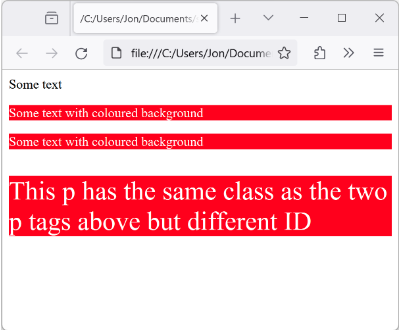 /C:/Users/Jon/Documents/
file:///C:/Users/Jon/Docume
Some text
Some text with coloured background
Some text with coloured background
This p has the same class as the two
p tags above but different ID